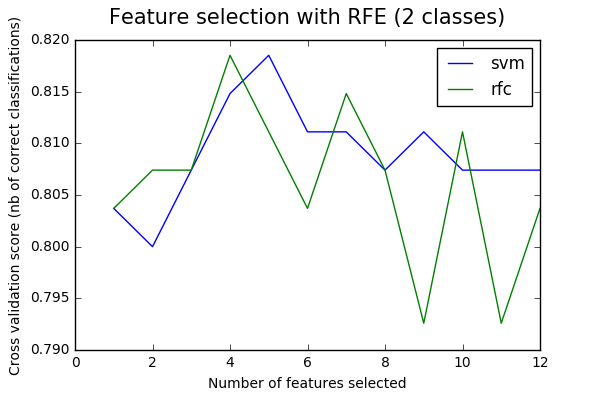 Feature selection with RFE (2 classes)
Cross validation score (nb of correct classifications)
0.820
0.815
0.810
0.805
0.800
0.795
0.790
svm
rfc
0 2 4 6 8 10 12
Number of features selected